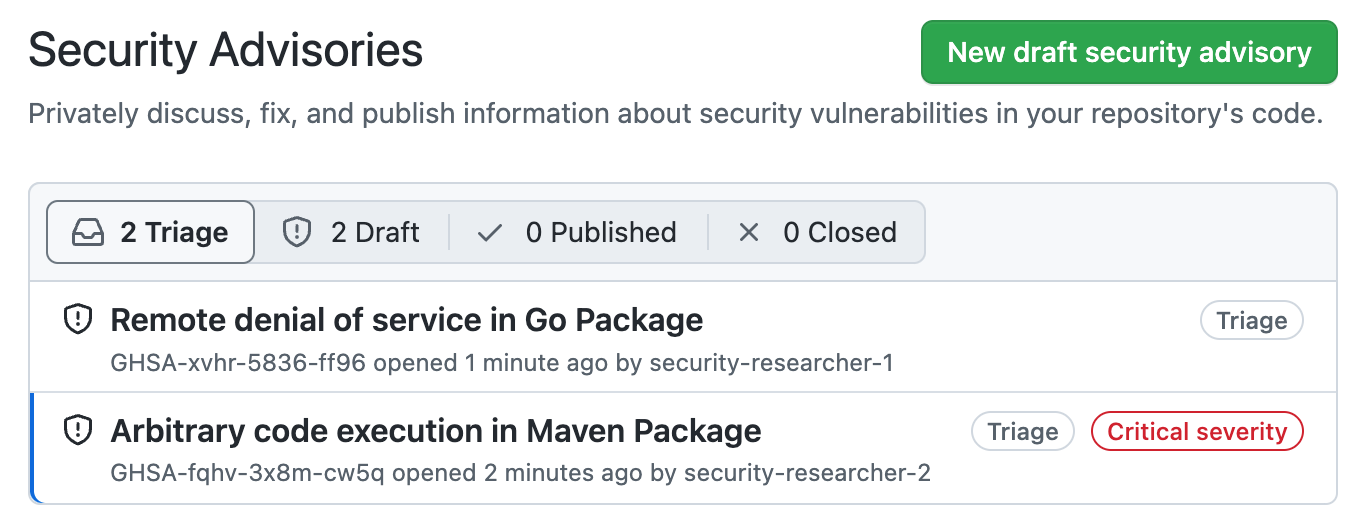 Security Advisories
New draft security advisory
Privately discuss, fix, and publish information about security vulnerabilities in your repository's code.
2 Triage 2 Draft 0 Published 0 Closed
Remote denial of service in Go Package Triage
GHSA-xvhr-5836-ff96 opened 1 minute ago by security-researcher-1
Arbitrary code execution in Maven Package Triage Critical severity
GHSA-fqhv-3x8m-cw5q opened 2 minutes ago by security-researcher-2